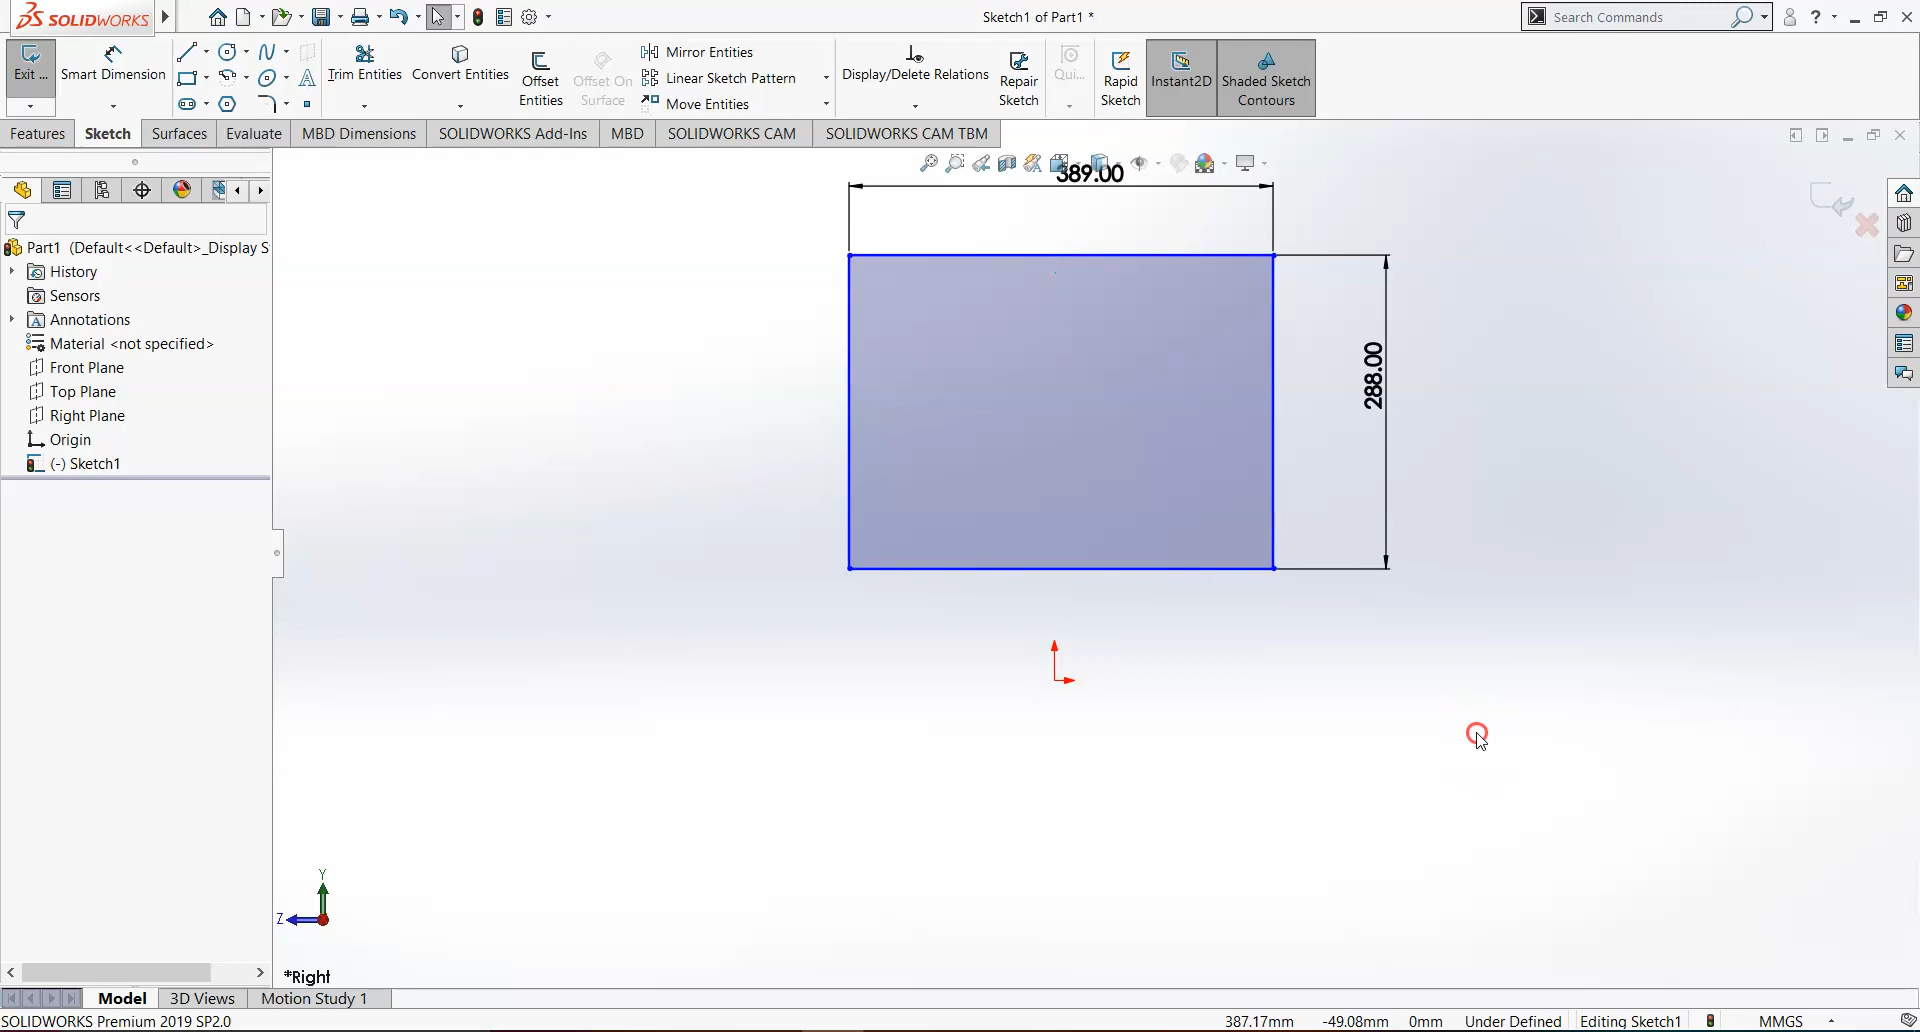 SOLIDWORKS
Sketch1 of Part1 *
Search Commands
?
Exit ...
Smart Dimension
Trim Entities
Convert Entities
Offset Entities
Offset On Surface
Mirror Entities
Linear Sketch Pattern
Move Entities
Display/Delete Relations
Repair Sketch
Qui...
Rapid Sketch
Instant2D
Shaded Sketch Contours
Features
Sketch
Surfaces
Evaluate
MBD Dimensions
SOLIDWORKS Add-Ins
MBD
SOLIDWORKS CAM
SOLIDWORKS CAM TBM
Part1 (Default<<Default>_Display S
History
Sensors
Annotations
Material <not specified>
Front Plane
Top Plane
Right Plane
Origin
(-) Sketch1
389.00
288.00
Y
Z
*Right
Model
3D Views
Motion Study 1
SOLIDWORKS Premium 2019 SP2.0
387.17mm
-49.08mm
0mm
Under Defined
Editing Sketch1
MMGS